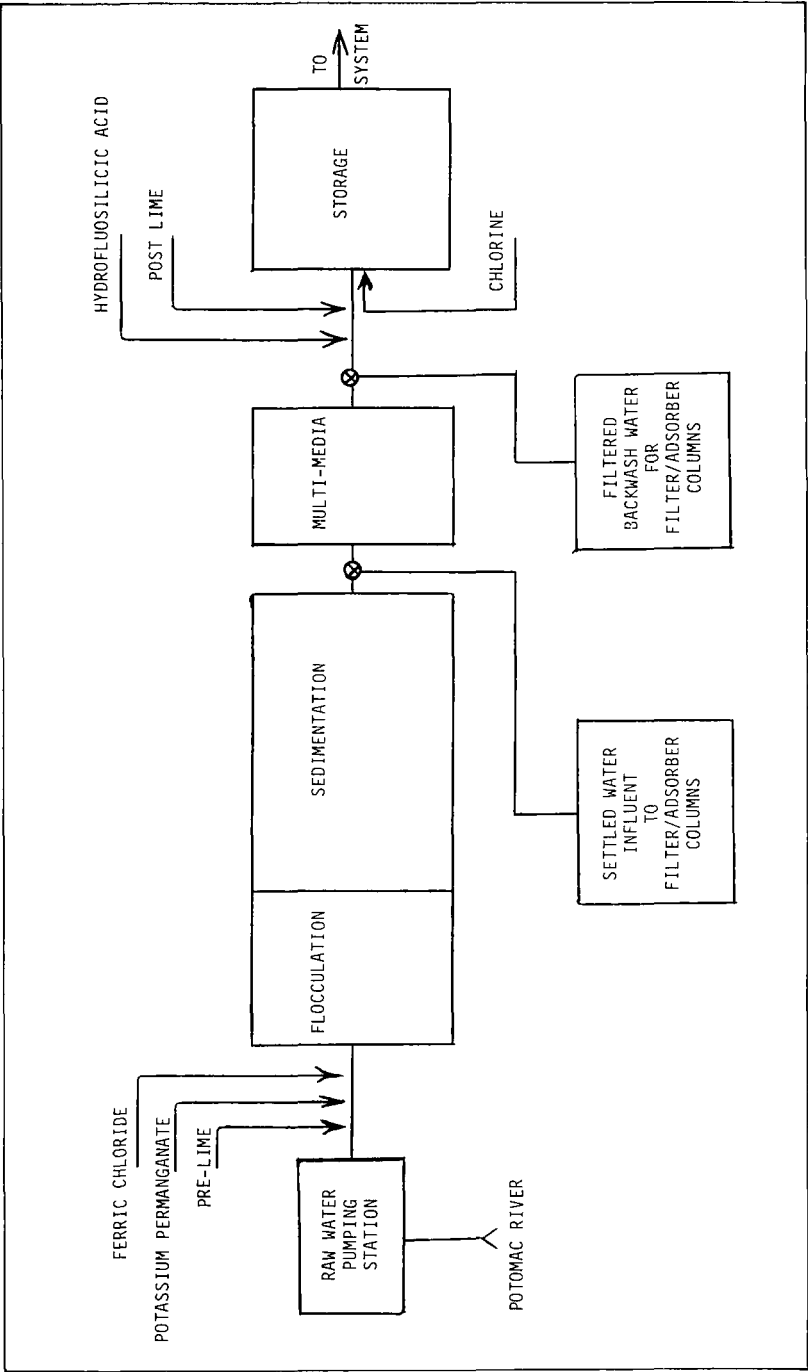 FERRIC CHLORIDE
POTASSIUM PERMANGANATE
PRE-LIME
RAW WATER
PUMPING
STATION
POTOMAC RIVER
FLOCCULATION
SEDIMENTATION
SETTLED WATER
INFLUENT
TO
FILTER/ADSORBER
COLUMNS
MULTI-MEDIA
FILTERED
BACKWASH WATER
FOR
FILTER/ADSORBER
COLUMNS
HYDROFLUOSILICIC ACID
POST LIME
CHLORINE
STORAGE
TO
SYSTEM